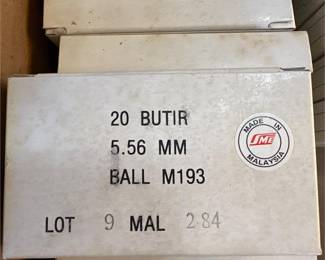 20 BUTIR
5.56 MM
BALL M193
MADE IN
SME
MALAYSIA
LOT 9 MAL 2 84